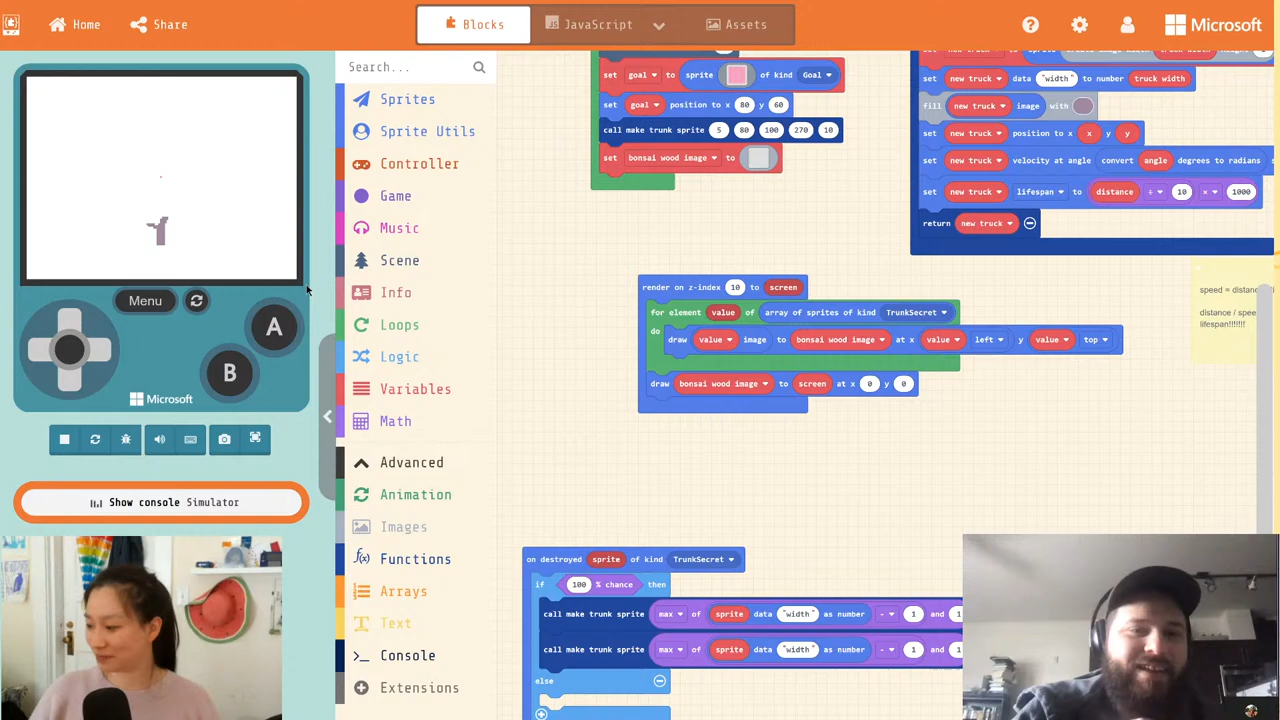 Home
Share
Blocks
JavaScript
Assets
Microsoft
Search...
Sprites
Sprite Utils
Controller
Game
Music
Scene
Info
Loops
Logic
Variables
Math
Advanced
Animation
Images
Functions
Arrays
Text
Console
Extensions
Menu
A
B
Microsoft
Show console Simulator
set goal to sprite of kind Goal
set goal position to x 80 y 60
call make trunk sprite 5 80 100 270 10
set bonsai wood image to
set new truck data "width" to number truck width
fill new truck image with
set new truck position to x y
set new truck velocity at angle convert angle degrees to radians
set new truck lifespan to distance ÷ 10 × 1000
return new truck
render on z-index 10 to screen
for element value of array of sprites of kind TrunkSecret
do draw value image to bonsai wood image at x value left y value top
draw bonsai wood image to screen at x 0 y 0
speed = distanc
distance / spee
lifespan!!!!!!!
on destroyed sprite of kind TrunkSecret
if 100 % chance then
call make trunk sprite max of sprite data "width" as number - 1 and 1
call make trunk sprite max of sprite data "width" as number - 1 and 1
else